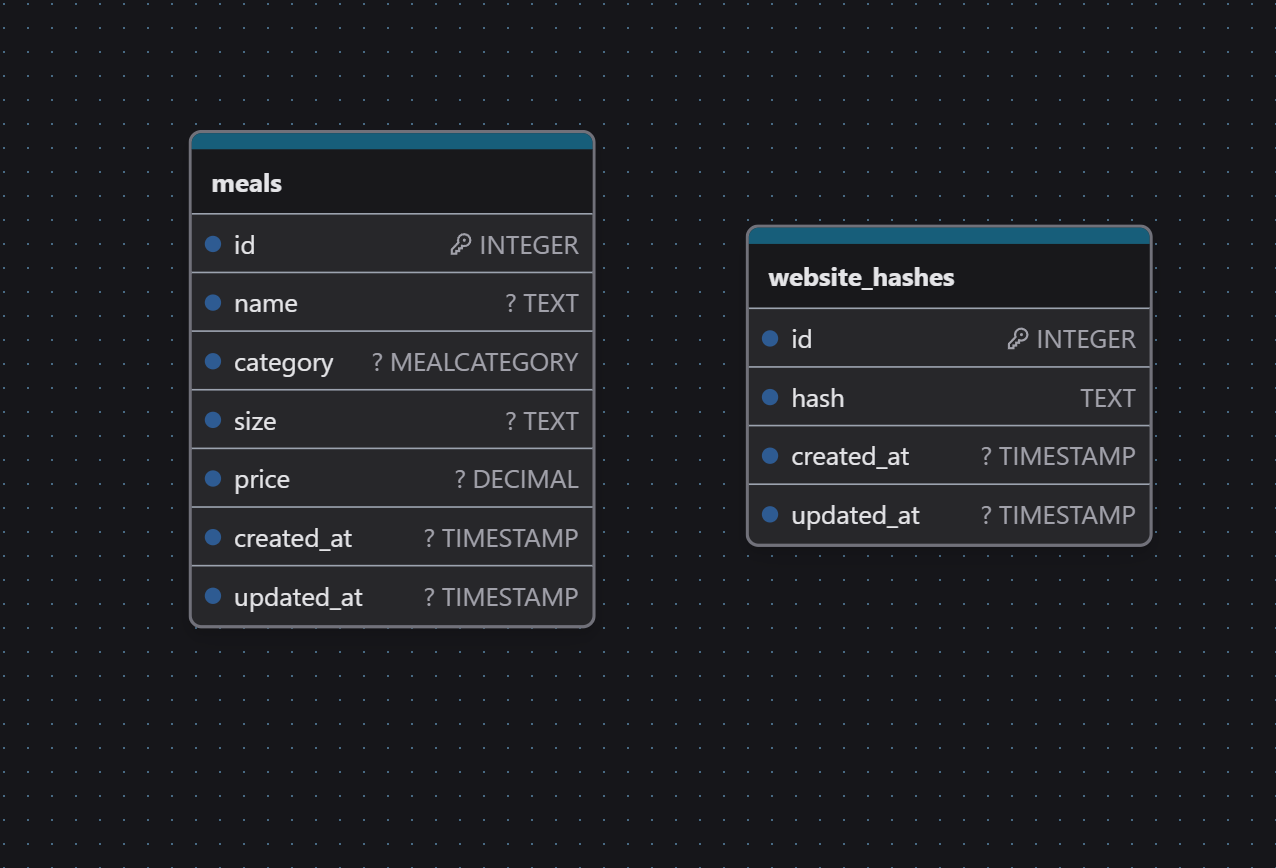 meals
id INTEGER
name ? TEXT
category ? MEALCATEGORY
size ? TEXT
price ? DECIMAL
created_at ? TIMESTAMP
updated_at ? TIMESTAMP
website_hashes
id INTEGER
hash TEXT
created_at ? TIMESTAMP
updated_at ? TIMESTAMP